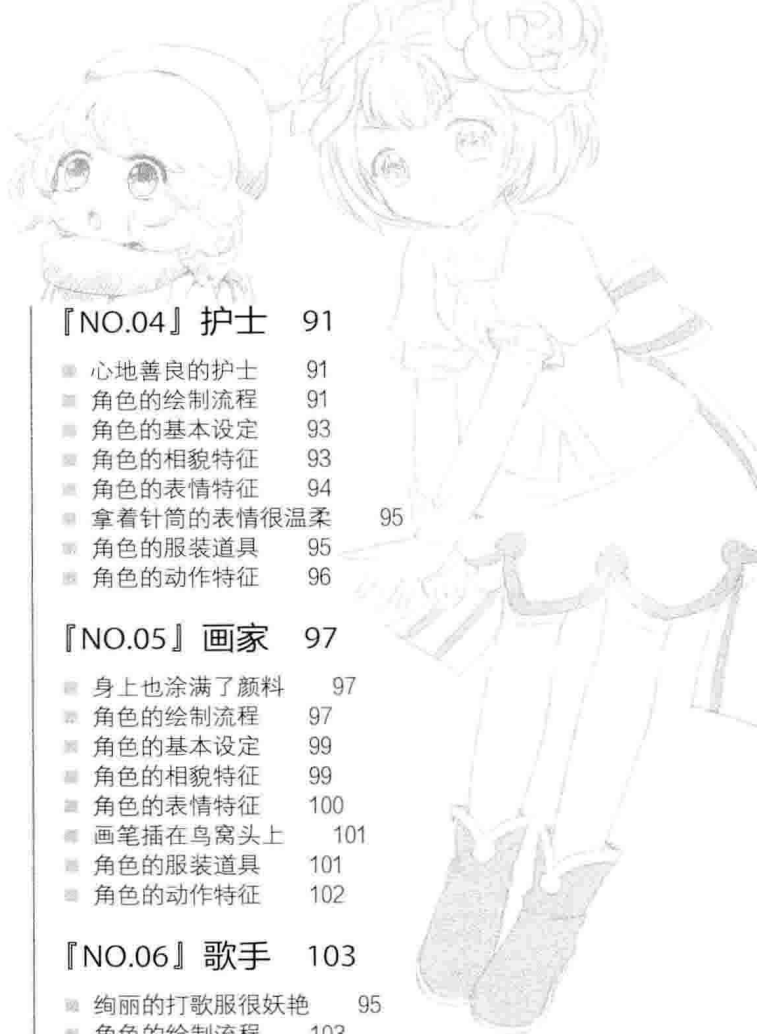 『NO.04』护士 91
心地善良的护士 91
角色的绘制流程 91
角色的基本设定 93
角色的相貌特征 93
角色的表情特征 94
拿着针筒的表情很温柔 95
角色的服装道具 95
角色的动作特征 96
『NO.05』画家 97
身上也涂满了颜料 97
角色的绘制流程 97
角色的基本设定 99
角色的相貌特征 99
角色的表情特征 100
画笔插在鸟窝头上 101
角色的服装道具 101
角色的动作特征 102
『NO.06』歌手 103
绚丽的打歌服很妖艳 95
角色的绘制流程 103